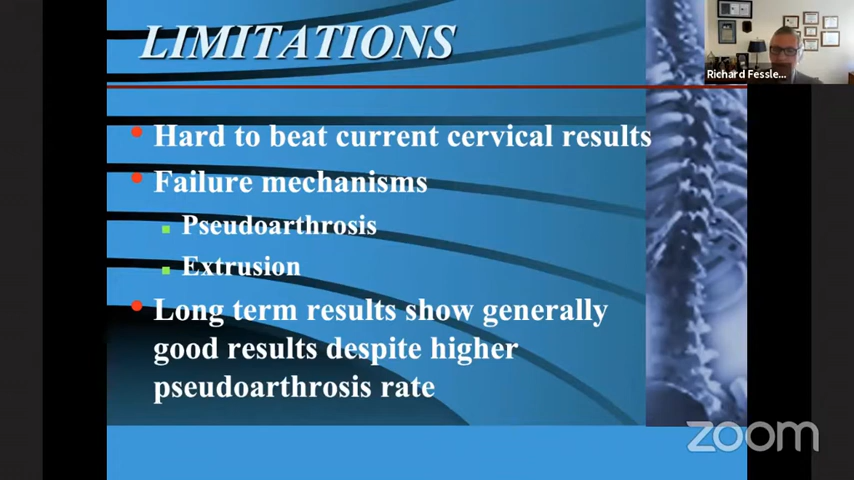 LIMITATIONS
Richard Fessle...
Hard to beat current cervical results
Failure mechanisms
Pseudoarthrosis
Extrusion
Long term results show generally
good results despite higher
pseudoarthrosis rate
zoom